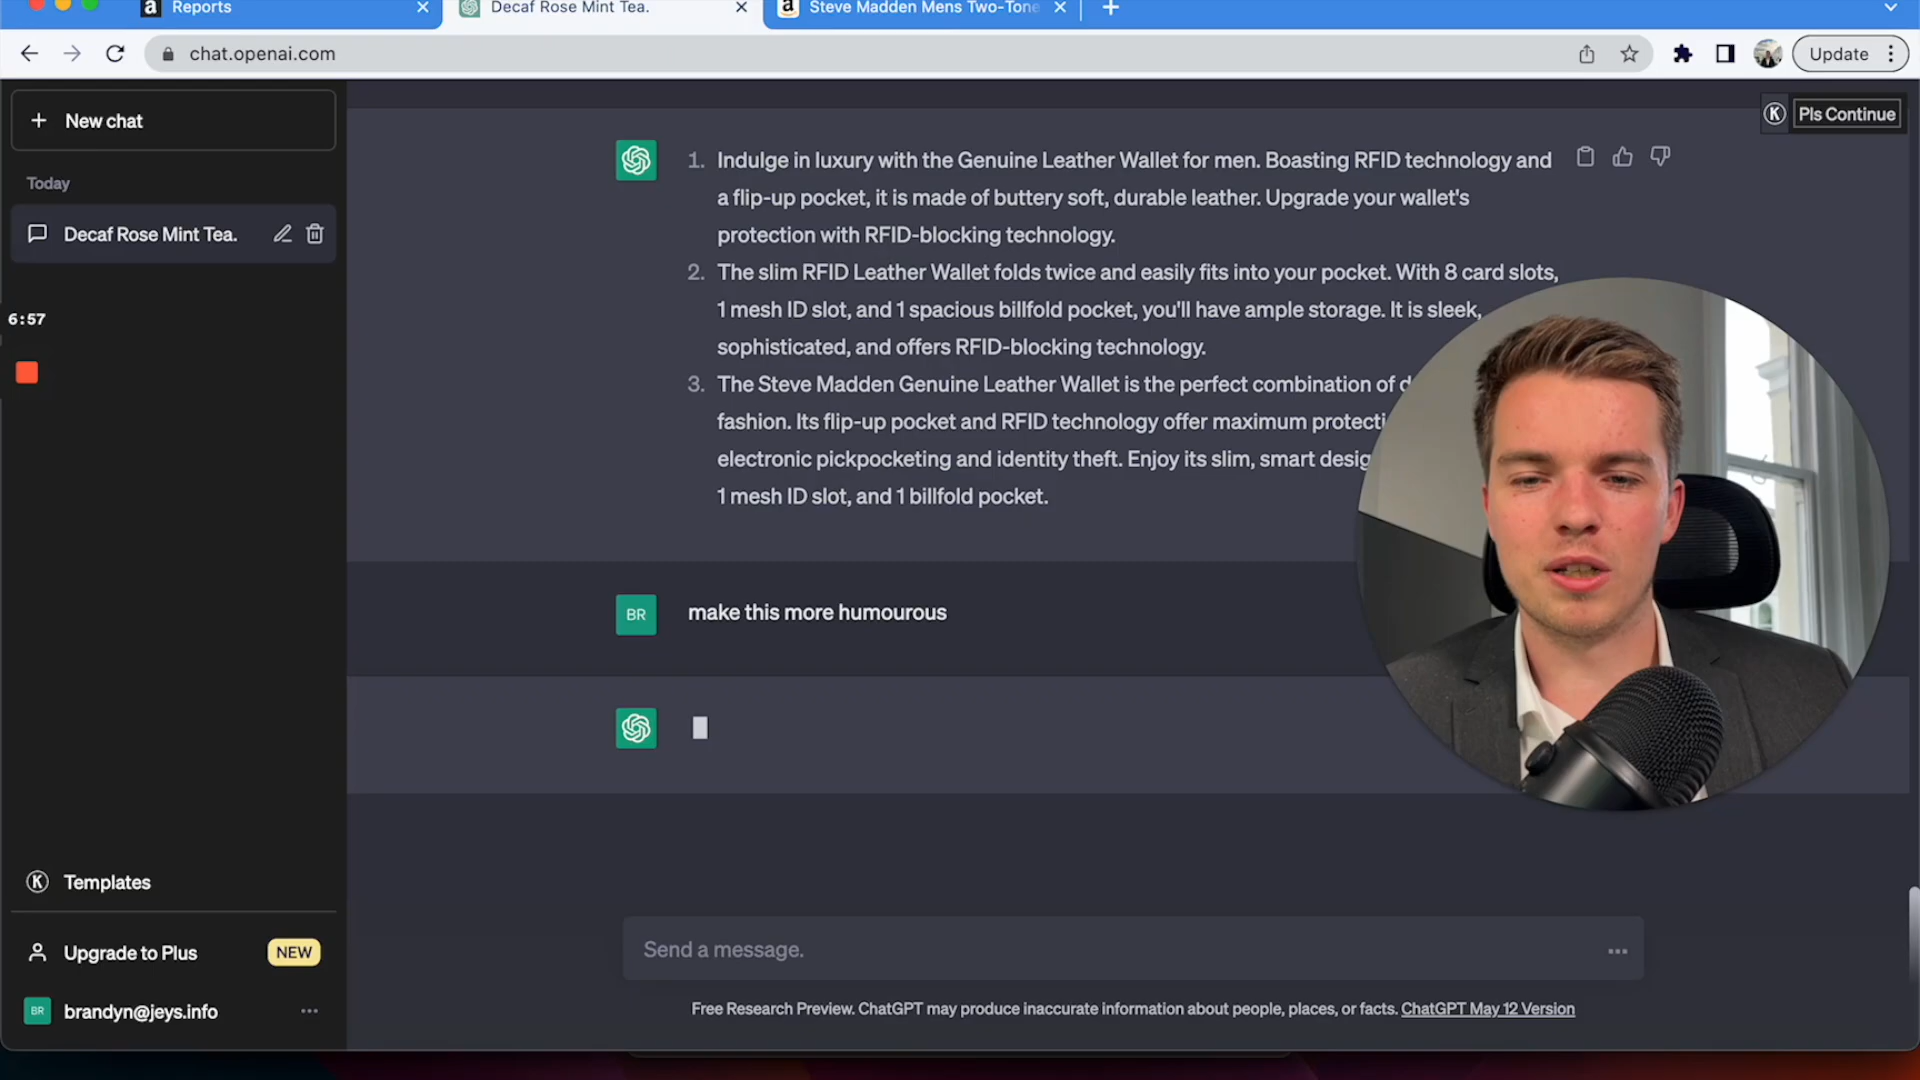 Reports
Decaf Rose Mint Tea.
Steve Madden Mens Two-Tone
chat.openai.com
Update
New chat
Pls Continue
Today
Decaf Rose Mint Tea.
6:57
1. Indulge in luxury with the Genuine Leather Wallet for men. Boasting RFID technology and
a flip-up pocket, it is made of buttery soft, durable leather. Upgrade your wallet's
protection with RFID-blocking technology.
2. The slim RFID Leather Wallet folds twice and easily fits into your pocket. With 8 card slots,
1 mesh ID slot, and 1 spacious billfold pocket, you'll have ample storage. It is sleek,
sophisticated, and offers RFID-blocking technology.
3. The Steve Madden Genuine Leather Wallet is the perfect combination of
fashion. Its flip-up pocket and RFID technology offer maximum
electronic pickpocketing and identity theft. Enjoy its slim, smart
1 mesh ID slot, and 1 billfold pocket.
BR
make this more humourous
K Templates
Upgrade to Plus NEW
BR brandyn@jeys.info
Send a message.
Free Research Preview. ChatGPT may produce inaccurate information about people, places, or facts. ChatGPT May 12 Version